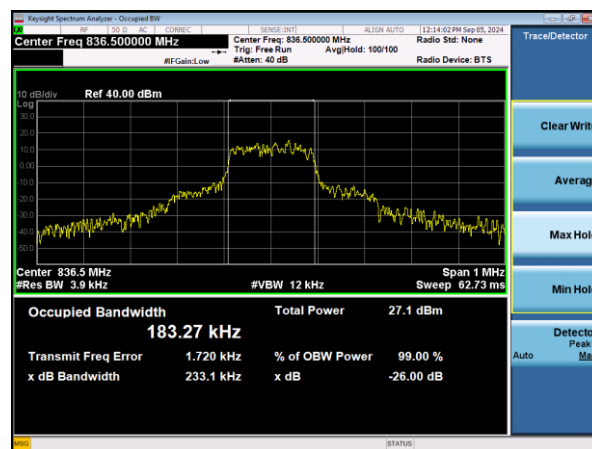 Keysight Spectrum Analyzer - Occupied BW
RF 50 Ω AC CORREC SENSE:INT ALIGN AUTO 12:14:02 PM Sep 05, 2024
Center Freq 836.500000 MHz Center Freq: 836.500000 MHz Radio Std: None Trace/Detector
Trig: Free Run Avg|Hold: 100/100
#IFGain:Low #Atten: 40 dB Radio Device: BTS
10 dB/div Ref 40.00 dBm
Log
30.0
20.0
10.0
0.00
-10.0
-20.0
-30.0
-40.0
-50.0
Clear Write
Average
Max Hold
Min Hold
Center 836.5 MHz Span 1 MHz
#Res BW 3.9 kHz #VBW 12 kHz Sweep 62.73 ms
Occupied Bandwidth Total Power 27.1 dBm
183.27 kHz
Transmit Freq Error 1.720 kHz % of OBW Power 99.00 %
x dB Bandwidth 233.1 kHz x dB -26.00 dB
Detecto
Peak
Auto Ma
MSG STATUS